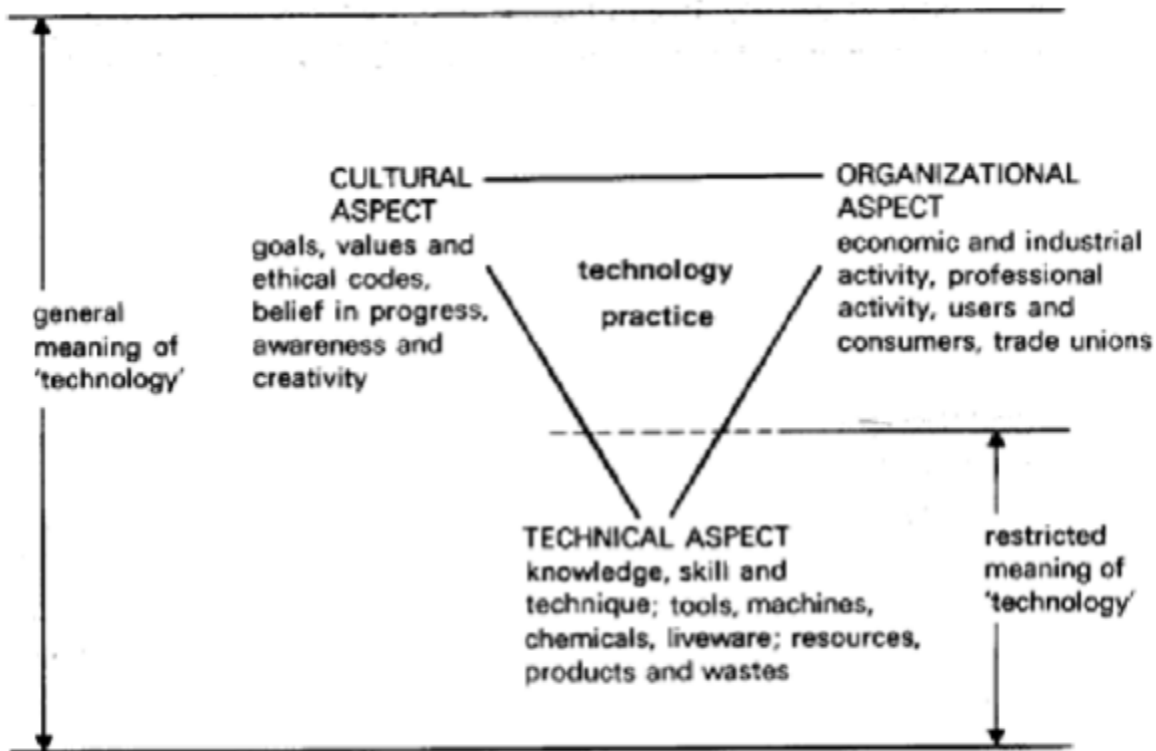 general
meaning of
'technology'
CULTURAL
ASPECT
goals, values and
ethical codes,
belief in progress,
awareness and
creativity
technology
practice
ORGANIZATIONAL
ASPECT
economic and industrial
activity, professional
activity, users and
consumers, trade unions
TECHNICAL ASPECT
knowledge, skill and
technique; tools, machines,
chemicals, liveware; resources,
products and wastes
restricted
meaning of
'technology'